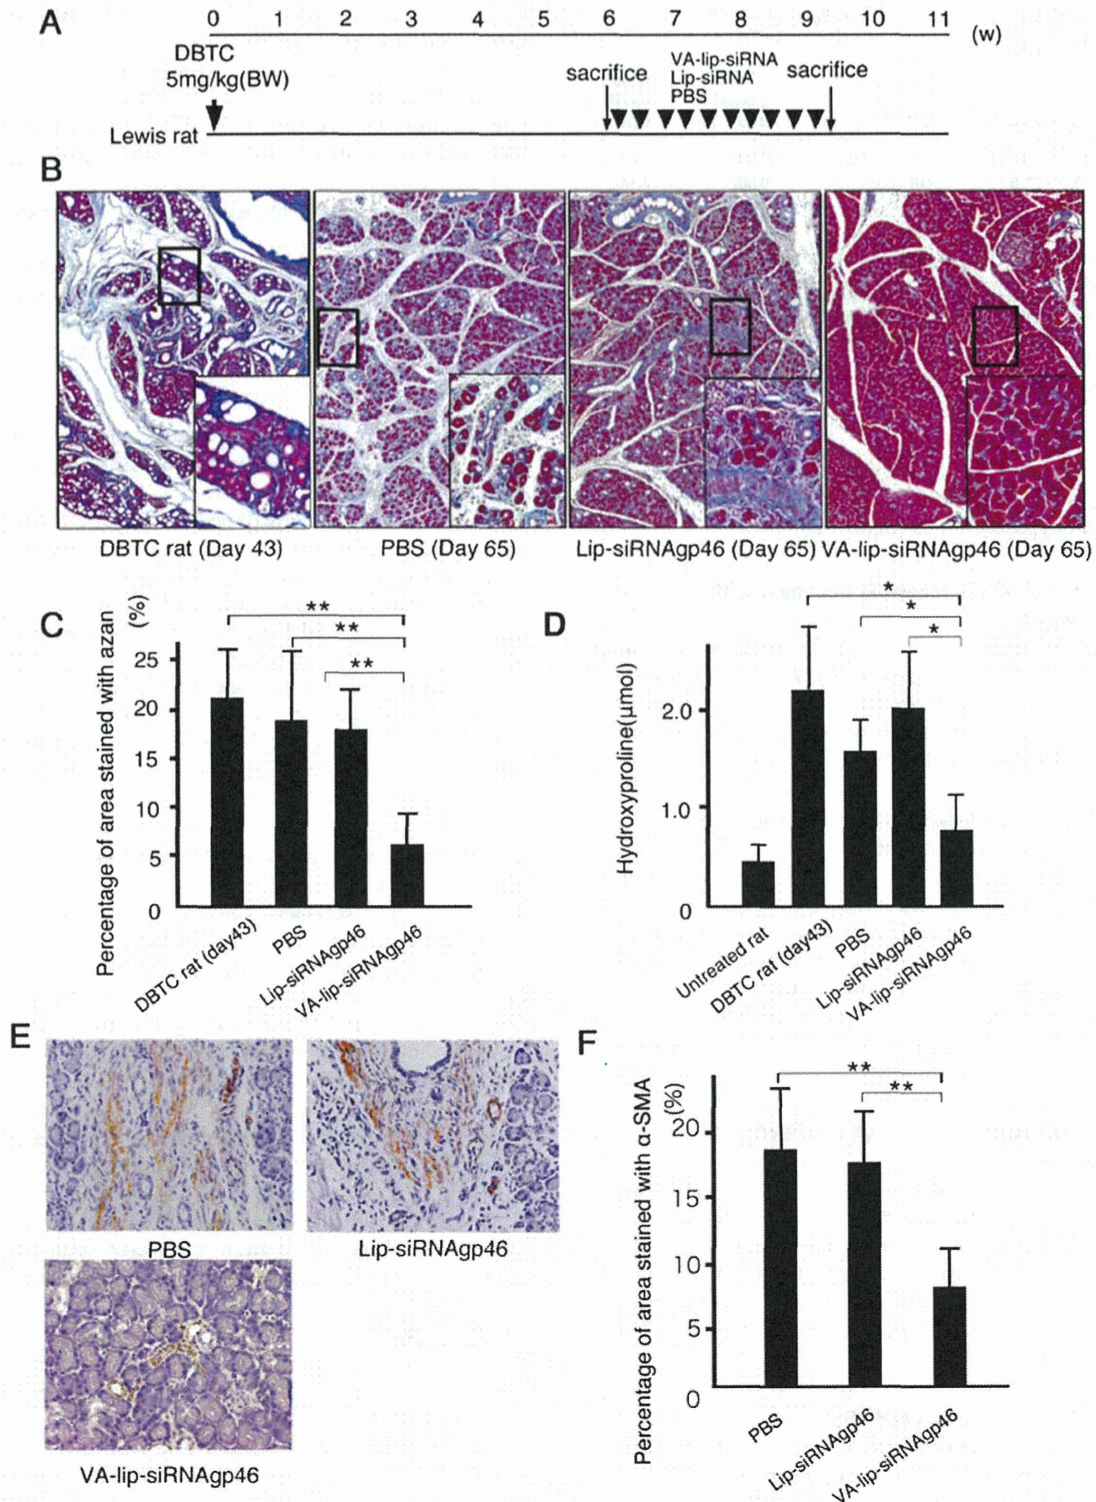 A
0 1 2 3 4 5 6 7 8 9 10 11 (w)
DBTC
5mg/kg(BW)
sacrifice
VA-lip-siRNA
Lip-siRNA
PBS
sacrifice
Lewis rat
B
DBTC rat (Day 43)
PBS (Day 65)
Lip-siRNAgp46 (Day 65)
VA-lip-siRNAgp46 (Day 65)
C
Percentage of area stained with azan (%)
25
20
15
10
5
0
**
**
**
DBTC rat (day43)
PBS
Lip-siRNAgp46
VA-lip-siRNAgp46
D
Hydroxyproline(μmol)
2.0
1.0
0
*
*
*
Untreated rat
DBTC rat (day43)
PBS
Lip-siRNAgp46
VA-lip-siRNAgp46
E
PBS
Lip-siRNAgp46
VA-lip-siRNAgp46
F
Percentage of area stained with α-SMA (%)
20
15
10
5
0
**
**
PBS
Lip-siRNAgp46
VA-lip-siRNAgp46